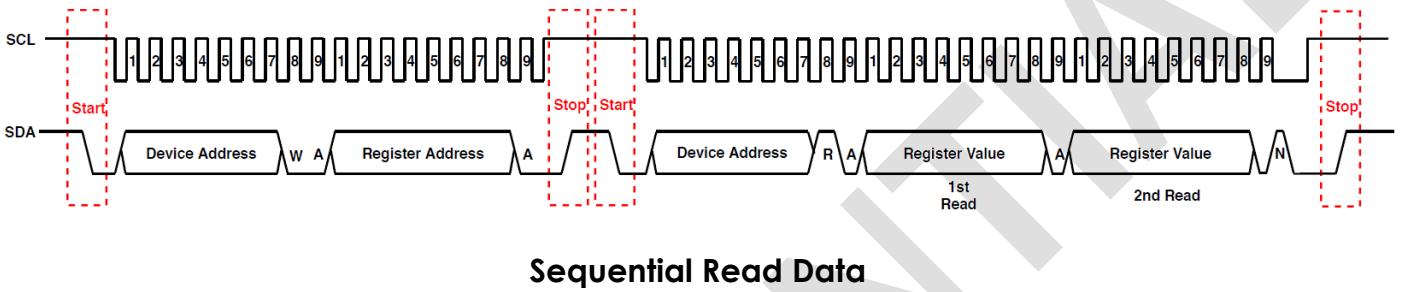 SCL
1 2 3 4 5 6 7 8 9 1 2 3 4 5 6 7 8 9 1 2 3 4 5 6 7 8 9 1 2 3 4 5 6 7 8 9 1 2 3 4 5 6 7 8 9
Start Stop Start Stop
SDA
Device Address W A Register Address A Device Address R A Register Value A Register Value N
1st
Read
2nd Read
Sequential Read Data